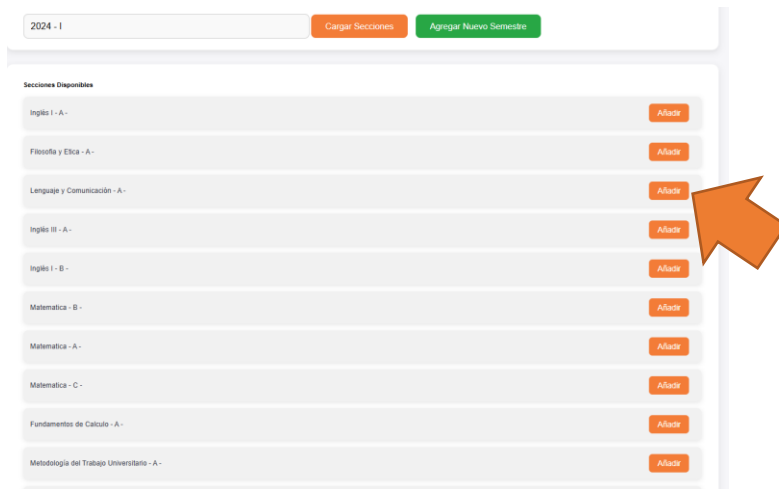 2024 - I
Cargar Secciones
Agregar Nuevo Semestre
Secciones Disponibles
Inglés I - A -
Añadir
Filosofia y Etica - A -
Añadir
Lenguaje y Comunicación - A -
Añadir
Inglés III - A -
Añadir
Inglés I - B -
Añadir
Matematica - B -
Añadir
Matematica - A -
Añadir
Matematica - C -
Añadir
Fundamentos de Calculo - A -
Añadir
Metodología del Trabajo Universitario - A -
Añadir